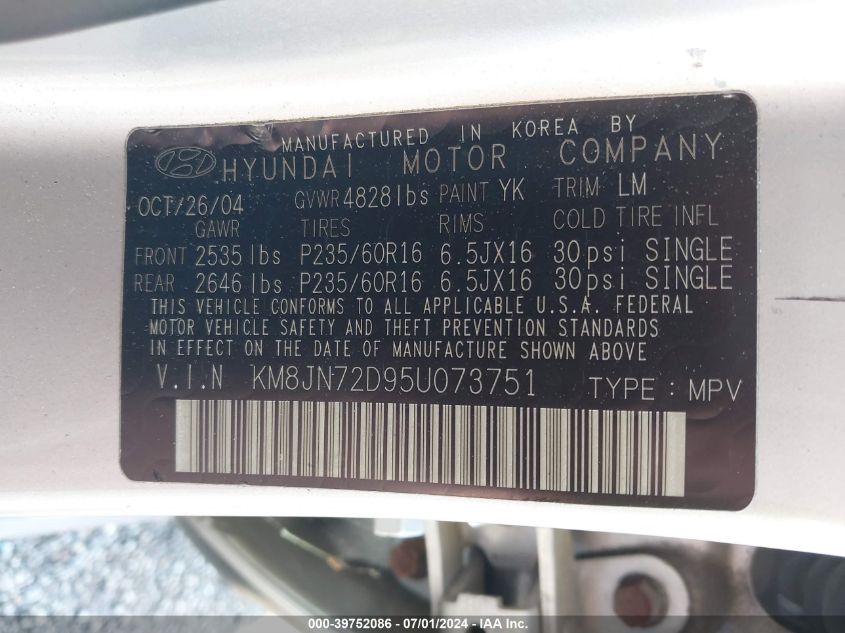 MANUFACTURED IN KOREA BY
HYUNDAI MOTOR COMPANY
OCT/26/04 GVWR 4828 lbs PAINT YK TRIM LM
GAWR TIRES RIMS COLD TIRE INFL
FRONT 2535 lbs P235/60R16 6.5JX16 30psi SINGLE
REAR 2646 lbs P235/60R16 6.5JX16 30psi SINGLE
THIS VEHICLE CONFORMS TO ALL APPLICABLE U.S.A. FEDERAL
MOTOR VEHICLE SAFETY AND THEFT PREVENTION STANDARDS
IN EFFECT ON THE DATE OF MANUFACTURE SHOWN ABOVE
V.I.N KM8JN72D95U073751 TYPE : MPV
000-39752086 - 07/01/2024 - IAA Inc.